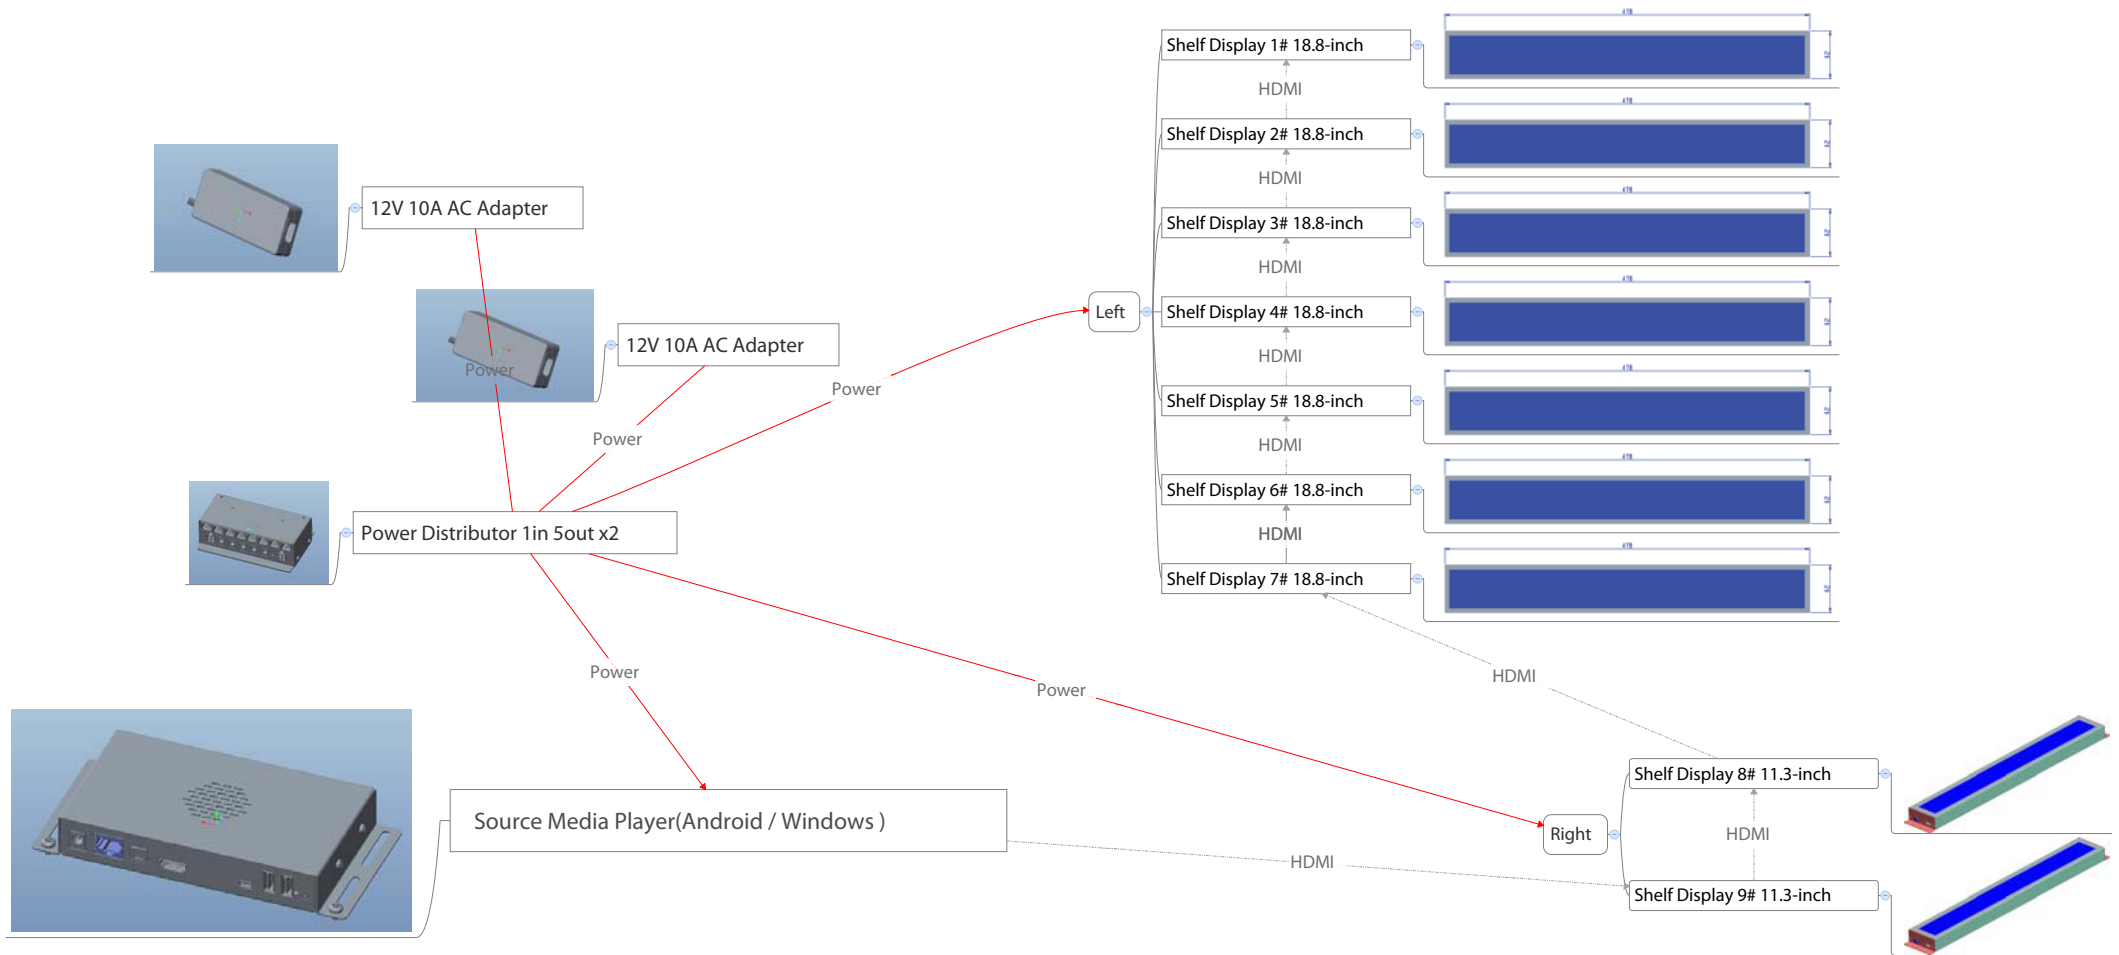 Shelf Display 1# 18.8-inch
HDMI
Shelf Display 2# 18.8-inch
HDMI
Shelf Display 3# 18.8-inch
HDMI
Shelf Display 4# 18.8-inch
HDMI
Shelf Display 5# 18.8-inch
HDMI
Shelf Display 6# 18.8-inch
HDMI
Shelf Display 7# 18.8-inch
Left
12V 10A AC Adapter
12V 10A AC Adapter
Power
Power
Power
Power Distributor 1in 5out x2
Power
Power
HDMI
Source Media Player(Android / Windows )
HDMI
Right
Shelf Display 8# 11.3-inch
HDMI
Shelf Display 9# 11.3-inch